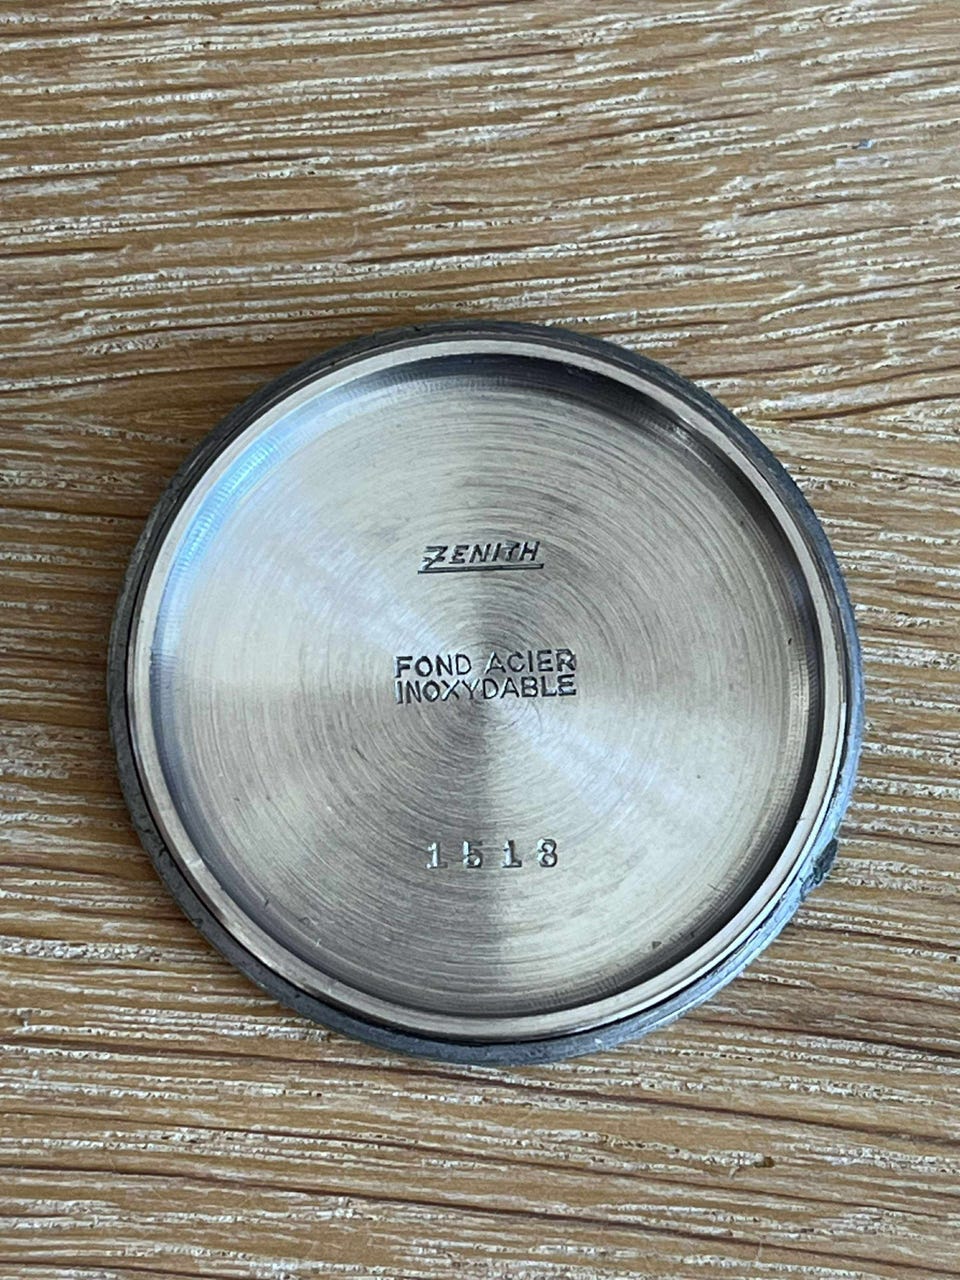 ZENITH
FOND ACIER
INOXYDABLE
1518